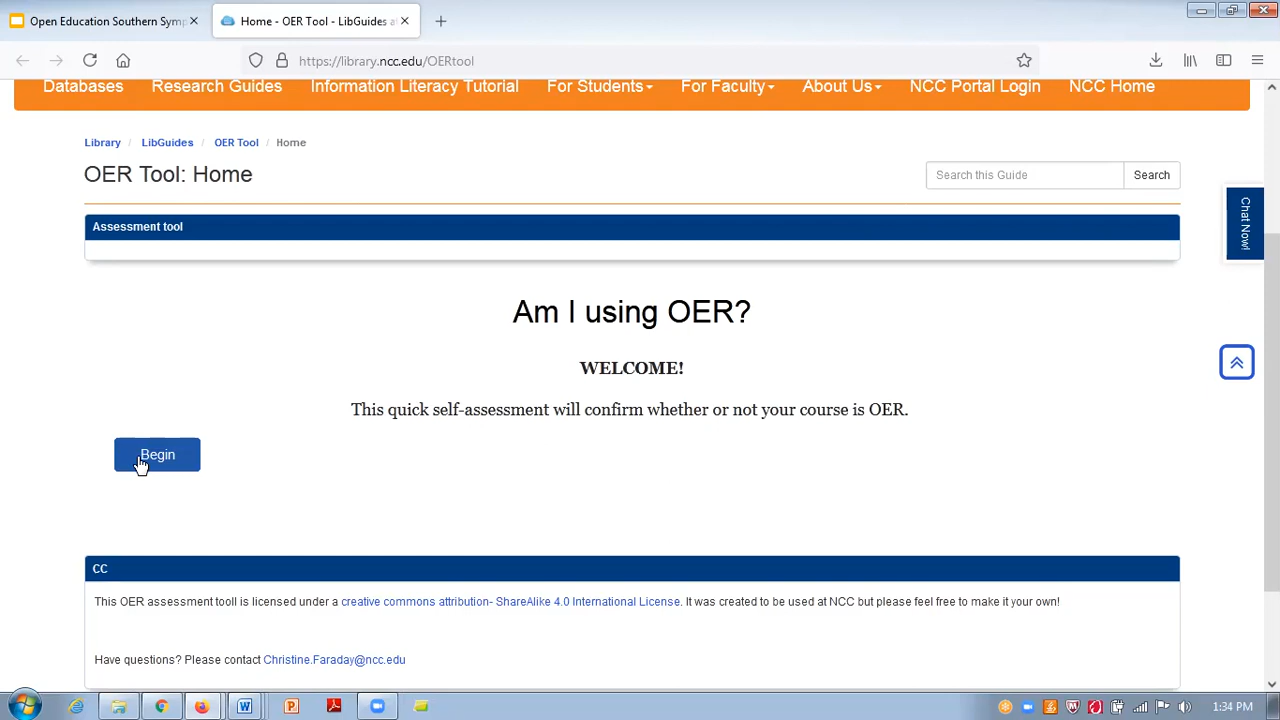 Open Education Southern Symp
Home - OER Tool - LibGuides a
https://library.ncc.edu/OERtool
Databases Research Guides Information Literacy Tutorial For Students For Faculty About Us NCC Portal Login NCC Home
Library / LibGuides / OER Tool / Home
OER Tool: Home
Search this Guide Search
Assessment tool
Chat Now!
Am I using OER?
WELCOME!
This quick self-assessment will confirm whether or not your course is OER.
Begin
CC
This OER assessment tooll is licensed under a creative commons attribution- ShareAlike 4.0 International License. It was created to be used at NCC but please feel free to make it your own!
Have questions? Please contact Christine.Faraday@ncc.edu
1:34 PM